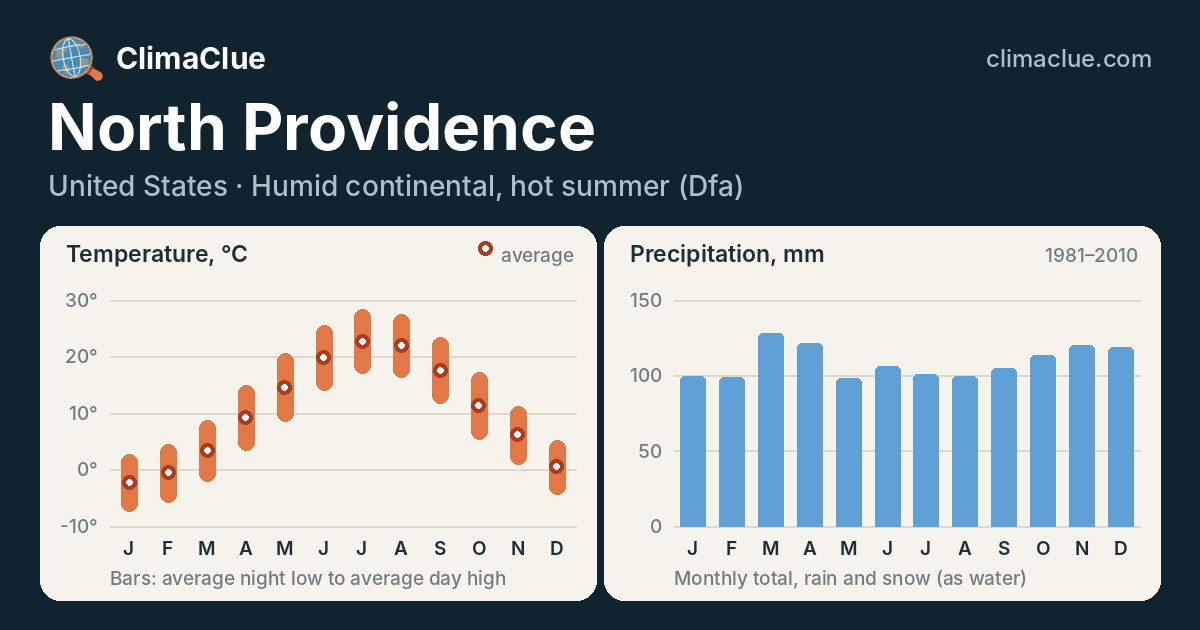 ClimaClue
climaclue.com
North Providence
United States · Humid continental, hot summer (Dfa)
Temperature, °C
average
30°
20°
10°
0°
-10°
J F M A M J J A S O N D
Bars: average night low to average day high
Precipitation, mm
1981–2010
150
100
50
0
J F M A M J J A S O N D
Monthly total, rain and snow (as water)